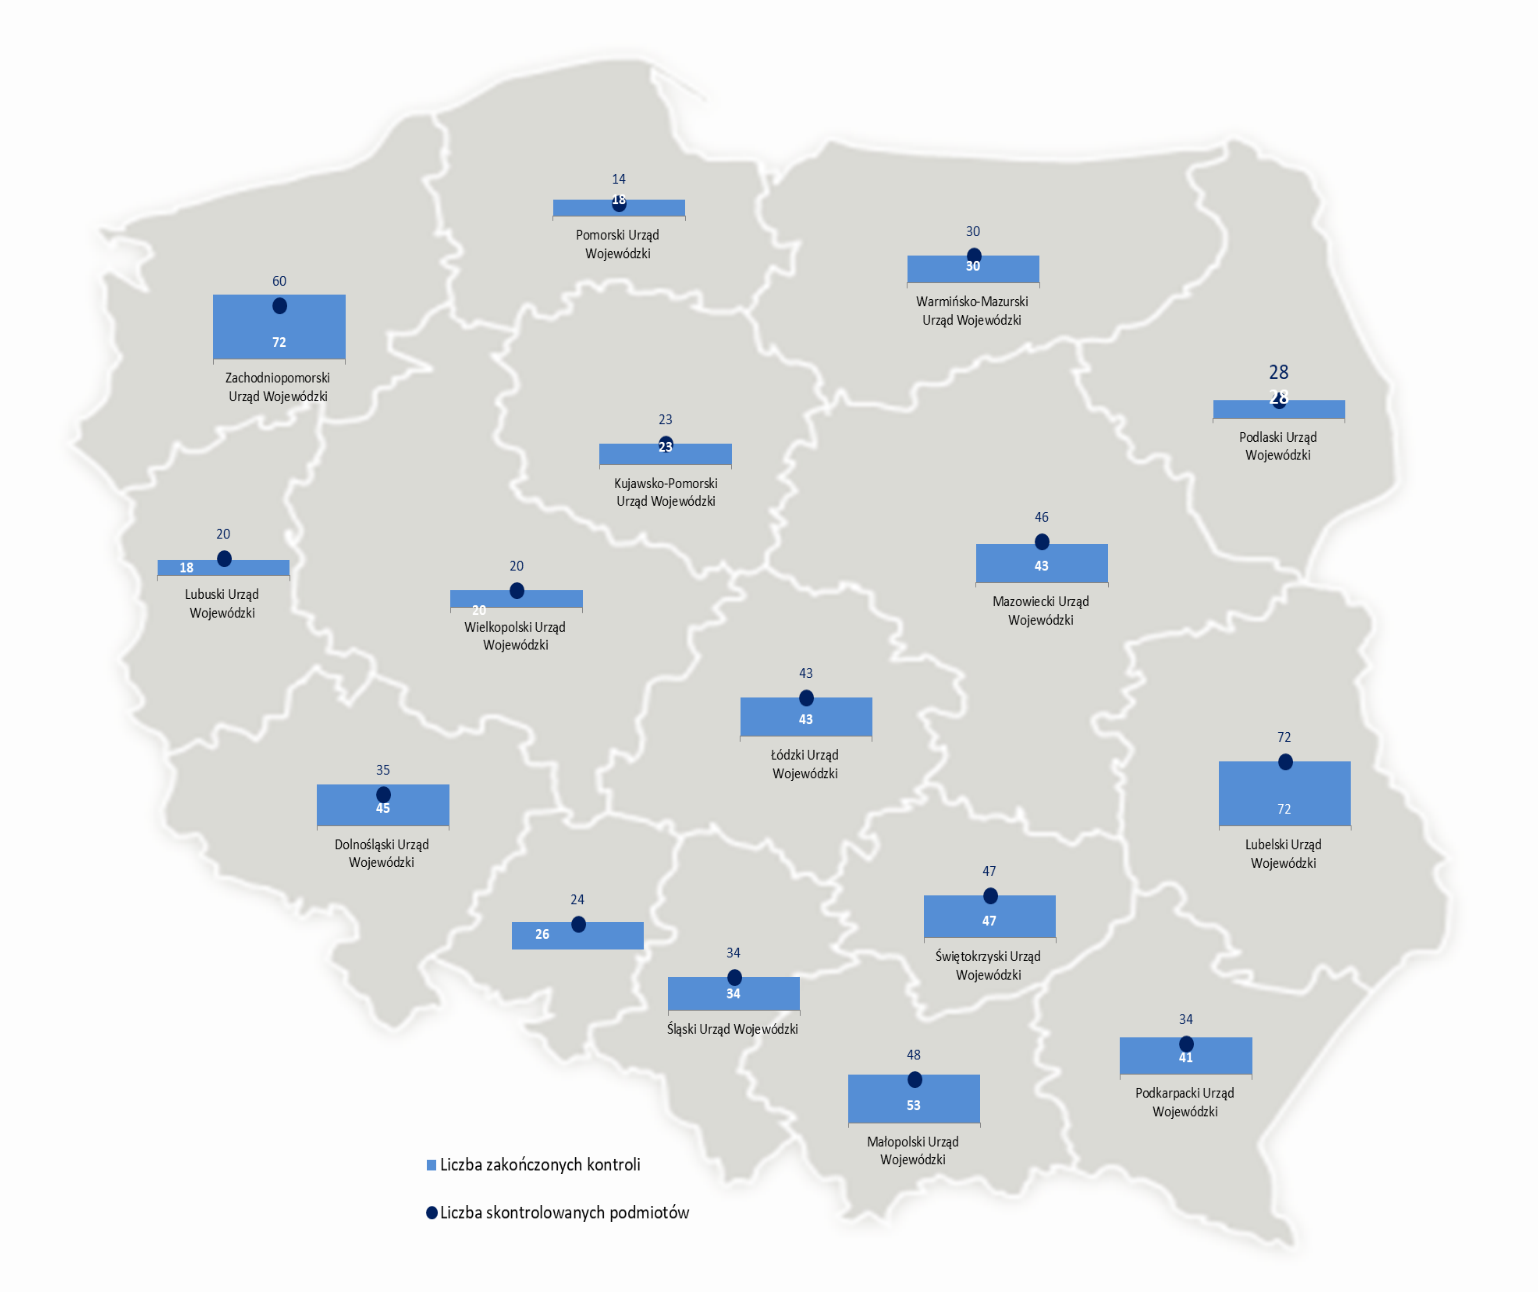 14
18
Pomorski Urząd
Wojewódzki
30
30
Warmińsko-Mazurski
Urząd Wojewódzki
60
72
Zachodniopomorski
Urząd Wojewódzki
28
28
Podlaski Urząd
Wojewódzki
23
23
Kujawsko-Pomorski
Urząd Wojewódzki
46
43
Mazowiecki Urząd
Wojewódzki
20
18
Lubuski Urząd
Wojewódzki
20
20
Wielkopolski Urząd
Wojewódzki
43
43
Łódzki Urząd
Wojewódzki
72
72
Lubelski Urząd
Wojewódzki
35
45
Dolnośląski Urząd
Wojewódzki
47
47
Świętokrzyski Urząd
Wojewódzki
24
26
34
34
Śląski Urząd Wojewódzki
34
41
Podkarpacki Urząd
Wojewódzki
48
53
Małopolski Urząd
Wojewódzki
Liczba zakończonych kontroli
Liczba skontrolowanych podmiotów